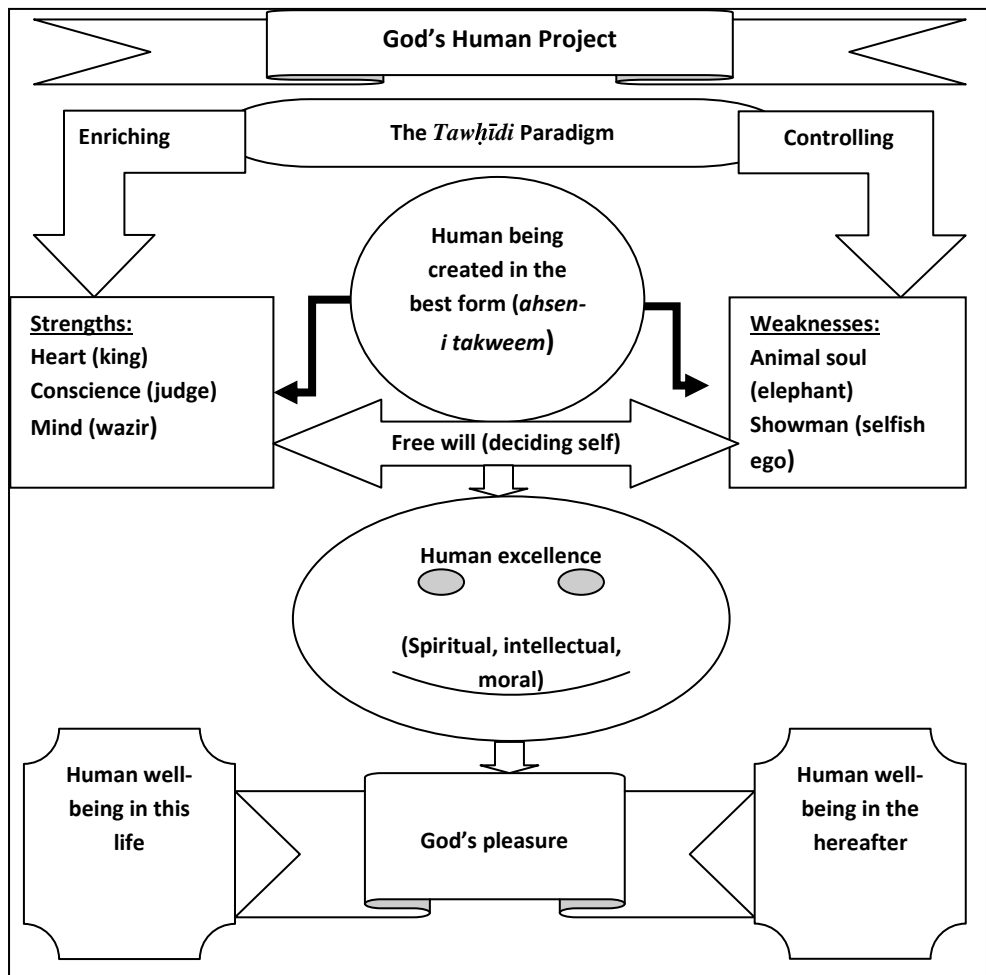 God’s Human Project
Enriching
The Tawḥīdi Paradigm
Controlling
Human being
created in the
best form (ahsen-
i takweem)
Strengths:
Heart (king)
Conscience (judge)
Mind (wazir)
Weaknesses:
Animal soul
(elephant)
Showman (selfish
ego)
Free will (deciding self)
Human excellence
(Spiritual, intellectual,
moral)
Human well-
being in this
life
God’s pleasure
Human well-
being in the
hereafter